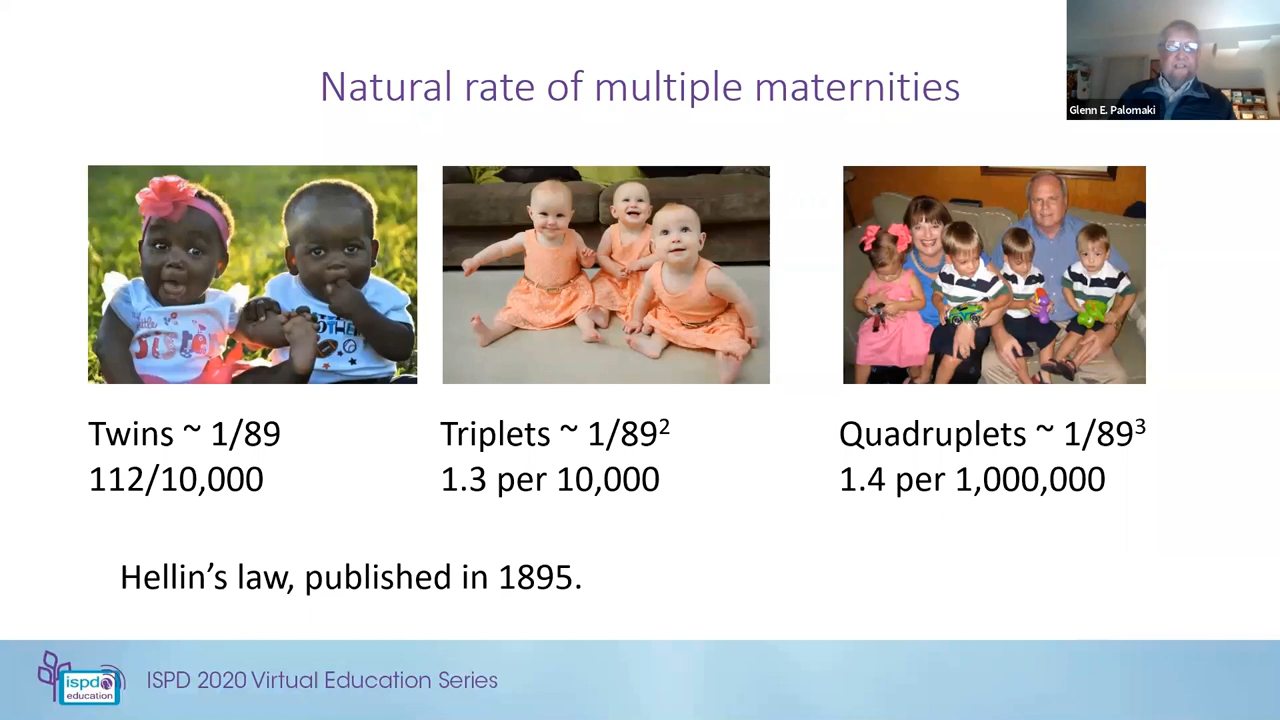 Natural rate of multiple maternities
Glenn E. Palomaki
Twins ~ 1/89
112/10,000
Triplets ~ 1/89²
1.3 per 10,000
Quadruplets ~ 1/89³
1.4 per 1,000,000
Hellin’s law, published in 1895.
ispd
education
ISPD 2020 Virtual Education Series